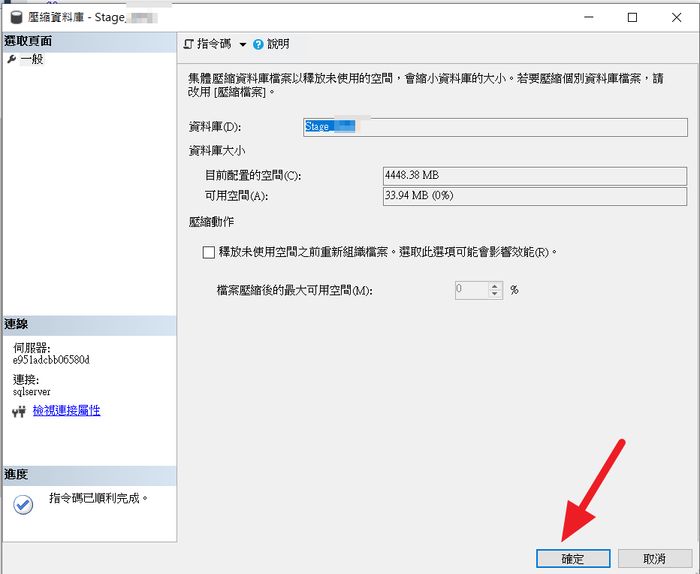 壓縮資料庫 - Stage
選取頁面
一般
指令碼 說明
集體壓縮資料庫檔案以釋放未使用的空間，會縮小資料庫的大小。若要壓縮個別資料庫檔案，請
改用 [壓縮檔案]。
資料庫(D): Stage
資料庫大小
目前配置的空間(C): 4448.38 MB
可用空間(A): 33.94 MB (0%)
壓縮動作
釋放未使用空間之前重新組織檔案。選取此選項可能會影響效能(R)。
檔案壓縮後的最大可用空間(M): 0 %
連線
伺服器:
e951adcbb06580d
連接:
sqlserver
檢視連接屬性
進度
指令碼已順利完成。
確定 取消